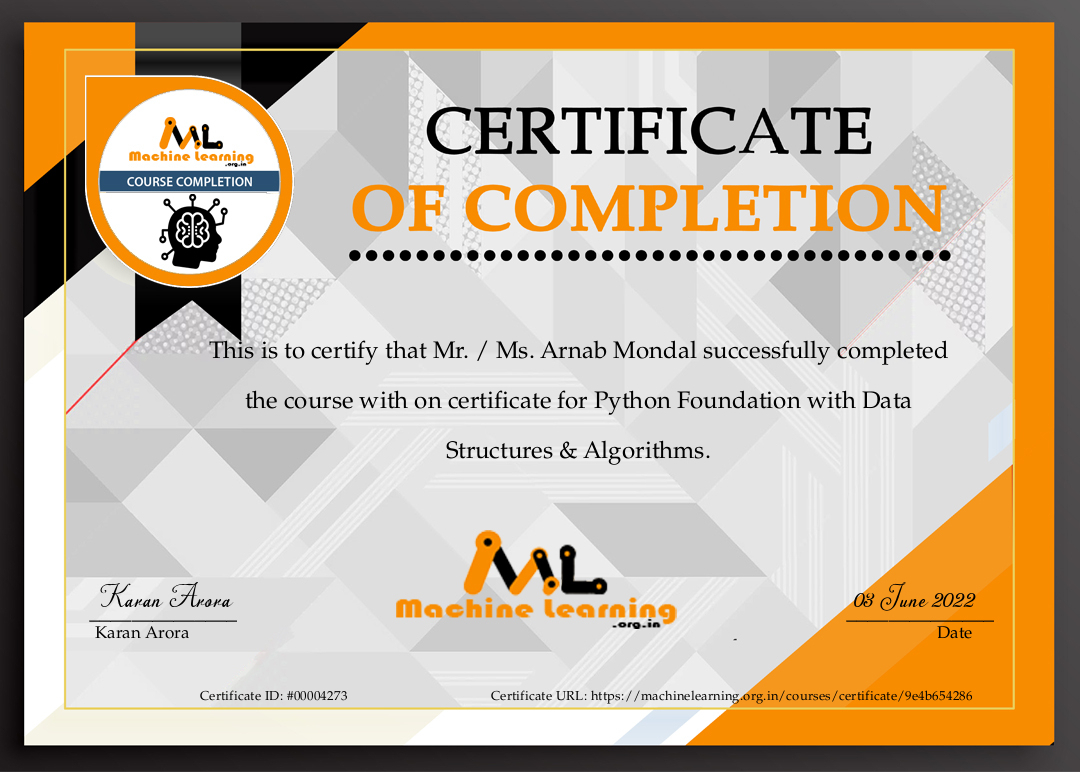 ML
Machine Learning
.org.in
COURSE COMPLETION
CERTIFICATE
OF COMPLETION
This is to certify that Mr. / Ms. Arnab Mondal successfully completed
the course with on certificate for Python Foundation with Data
Structures & Algorithms.
ML
Machine Learning
.org.in
Karan Arora
Karan Arora
03 June 2022
Date
Certificate ID: #00004273
Certificate URL: https://machinelearning.org.in/courses/certificate/9e4b654286